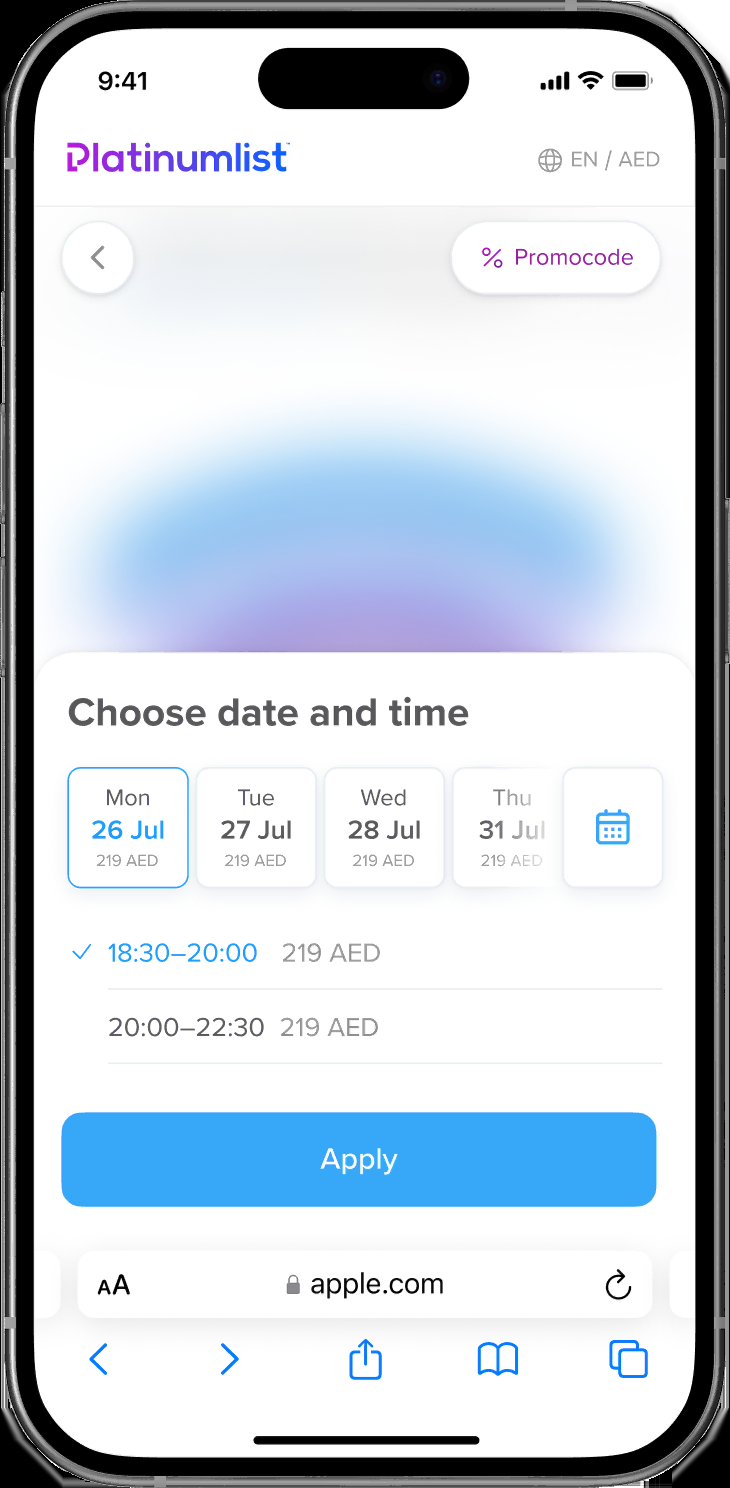 9:41
Platinumlist
EN / AED
Promocode
Choose date and time
Mon
26 Jul
219 AED
Tue
27 Jul
219 AED
Wed
28 Jul
219 AED
Thu
31 Jul
219 AED
18:30–20:00 219 AED
20:00–22:30 219 AED
Apply
AA apple.com